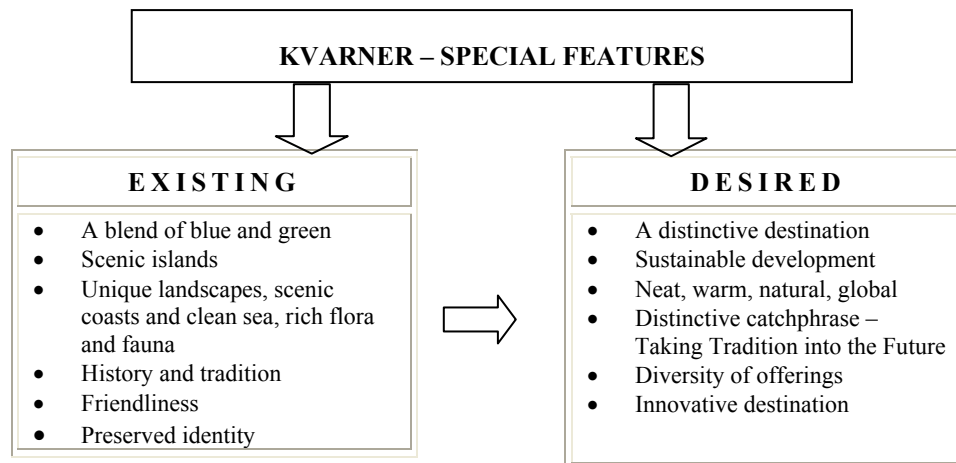 KVARNER – SPECIAL FEATURES
EXISTING
• A blend of blue and green
• Scenic islands
• Unique landscapes, scenic
coasts and clean sea, rich flora
and fauna
• History and tradition
• Friendliness
• Preserved identity
DESIRED
• A distinctive destination
• Sustainable development
• Neat, warm, natural, global
• Distinctive catchphrase –
Taking Tradition into the Future
• Diversity of offerings
• Innovative destination